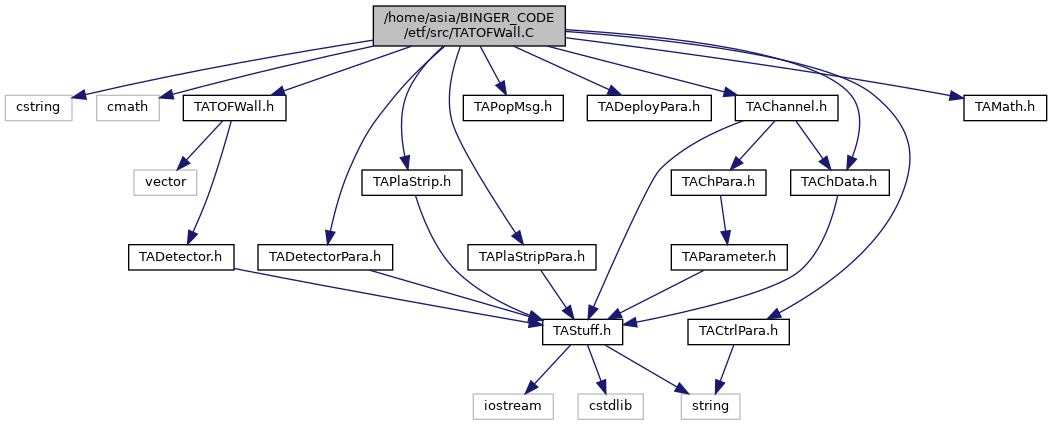 /home/asia/BINGER_CODE
/etf/src/TATOFWall.C
cstring
cmath
TATOFWall.h
TAPopMsg.h
TADeployPara.h
TAChannel.h
TAMath.h
vector
TAPlaStrip.h
TAChPara.h
TAChData.h
TADetector.h
TADetectorPara.h
TAPlaStripPara.h
TAParameter.h
TAStuff.h
TACtrlPara.h
iostream
cstdlib
string